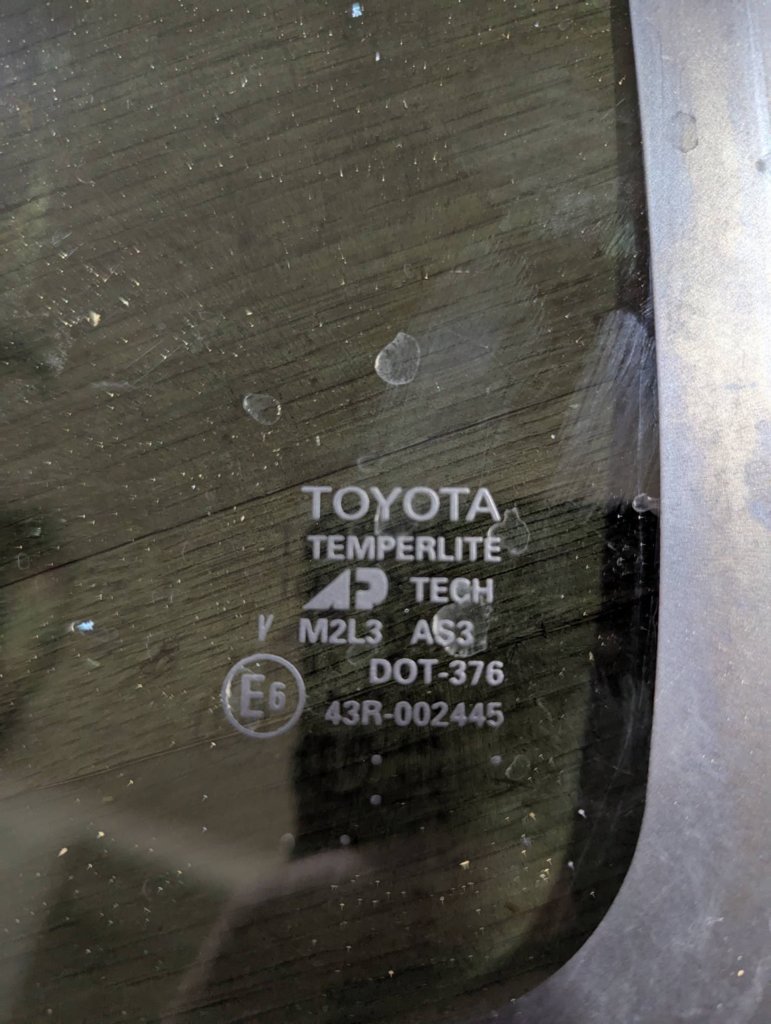 TOYOTA
TEMPERLITE
AP TECH
V M2L3 AS3
DOT-376
E6 43R-002445